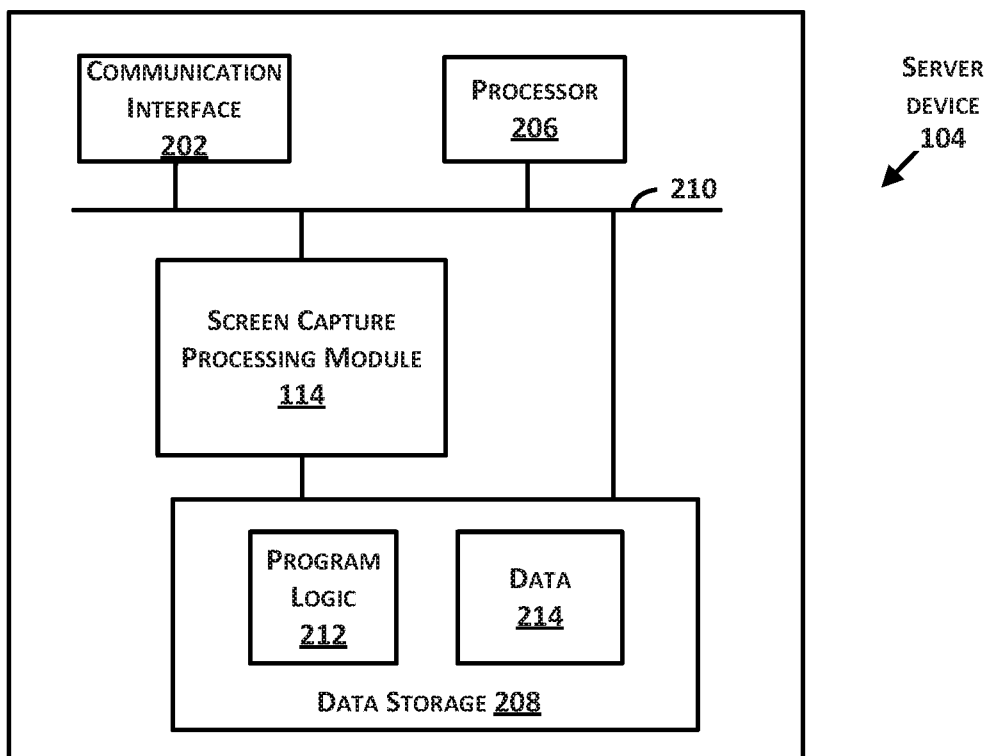 COMMUNICATION
INTERFACE
202
PROCESSOR
206
SERVER
DEVICE
104
210
SCREEN CAPTURE
PROCESSING MODULE
114
PROGRAM
LOGIC
212
DATA
214
DATA STORAGE 208